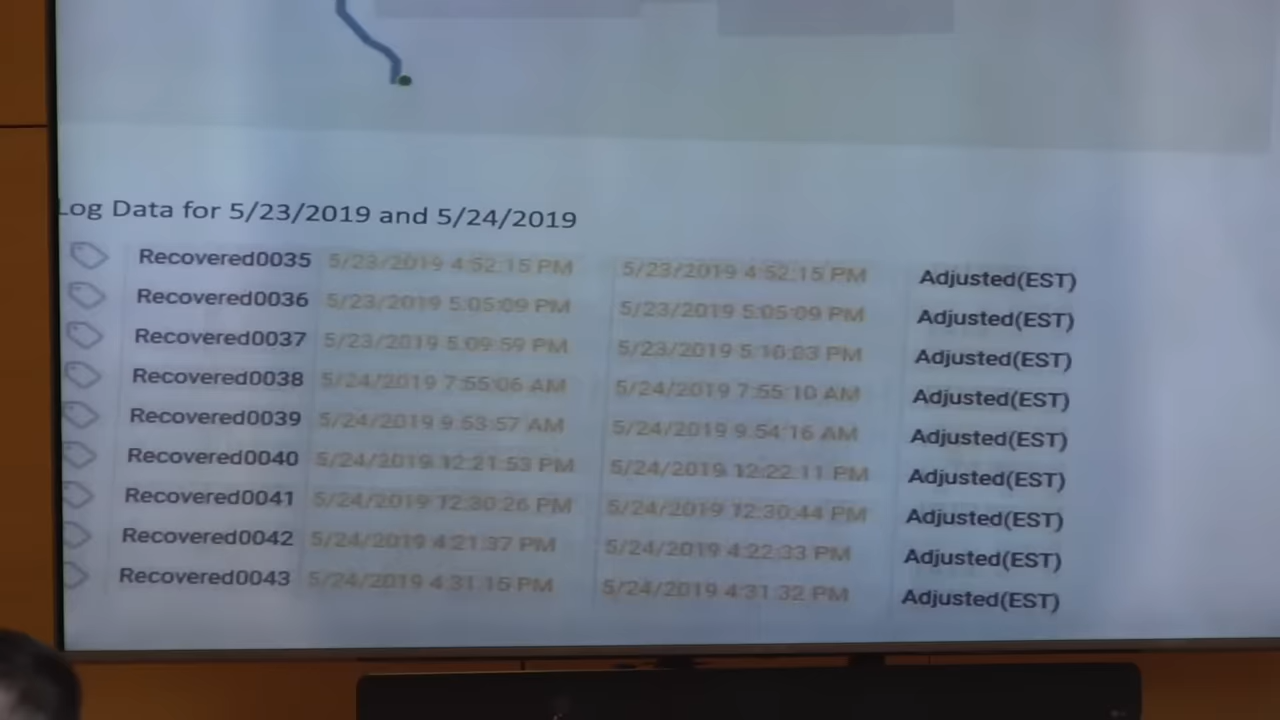 Log Data for 5/23/2019 and 5/24/2019
Recovered0035 5/23/2019 4:52:15 PM 5/23/2019 4:52:15 PM Adjusted(EST)
Recovered0036 5/23/2019 5:05:09 PM 5/23/2019 5:05:09 PM Adjusted(EST)
Recovered0037 5/23/2019 5:09:59 PM 5/23/2019 5:10:03 PM Adjusted(EST)
Recovered0038 5/24/2019 7:55:06 AM 5/24/2019 7:55:10 AM Adjusted(EST)
Recovered0039 5/24/2019 9:53:57 AM 5/24/2019 9:54:16 AM Adjusted(EST)
Recovered0040 5/24/2019 12:21:53 PM 5/24/2019 12:22:11 PM Adjusted(EST)
Recovered0041 5/24/2019 12:30:26 PM 5/24/2019 12:30:44 PM Adjusted(EST)
Recovered0042 5/24/2019 4:21:37 PM 5/24/2019 4:22:33 PM Adjusted(EST)
Recovered0043 5/24/2019 4:31:15 PM 5/24/2019 4:31:32 PM Adjusted(EST)